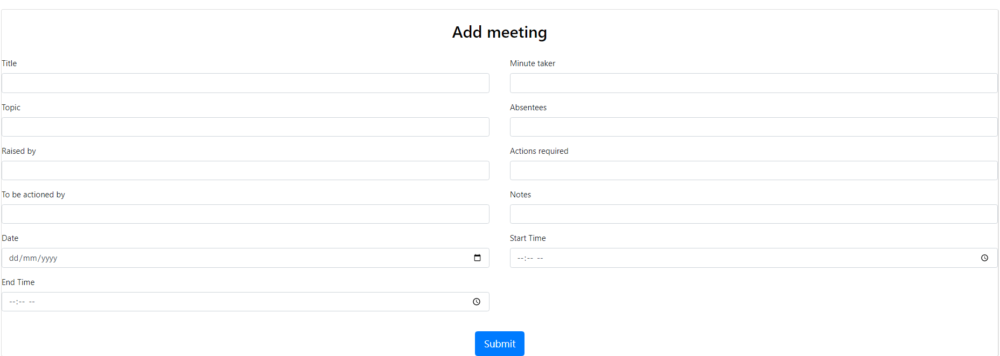 Add meeting
Title
Minute taker
Topic
Absentees
Raised by
Actions required
To be actioned by
Notes
Date
Start Time
dd/mm/yyyy
--:-- --
End Time
--:-- --
Submit